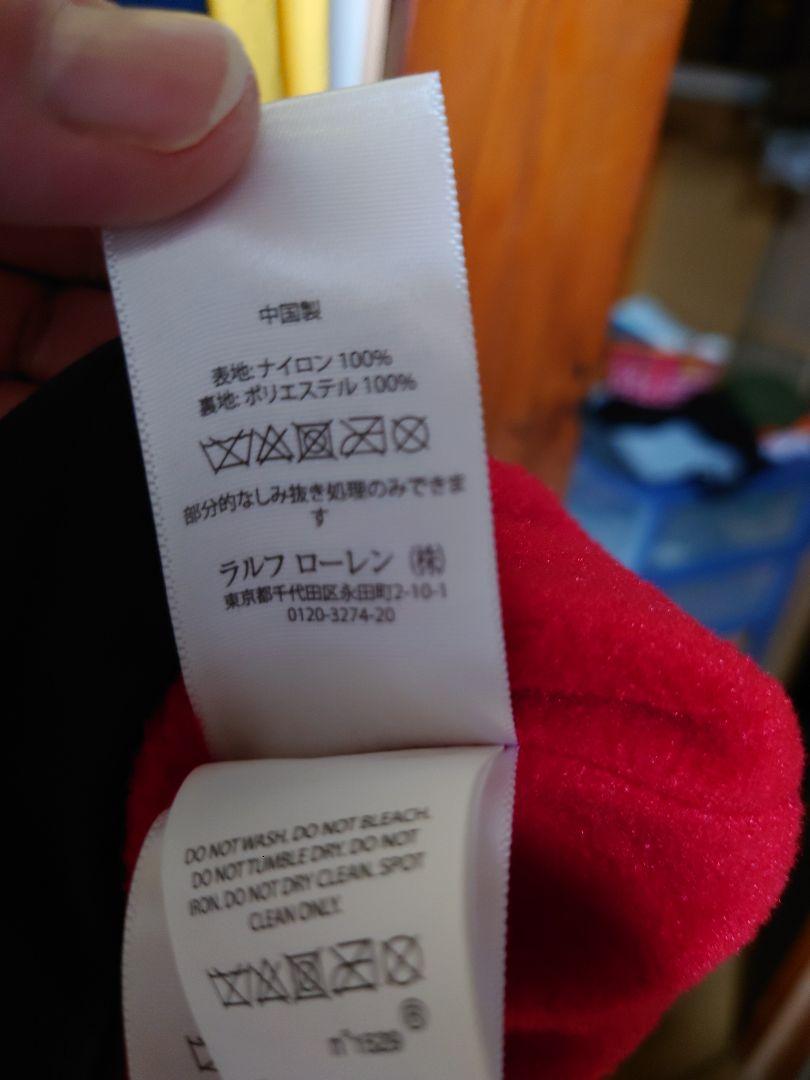 中国製
表地: ナイロン 100%
裏地: ポリエステル 100%
部分的なしみ抜き処理のみできま
す
ラルフ ローレン (株)
東京都千代田区永田町2-10-1
0120-3274-20
DO NOT WASH. DO NOT BLEACH.
DO NOT TUMBLE DRY. DO NOT
IRON. DO NOT DRY CLEAN. SPOT
CLEAN ONLY.